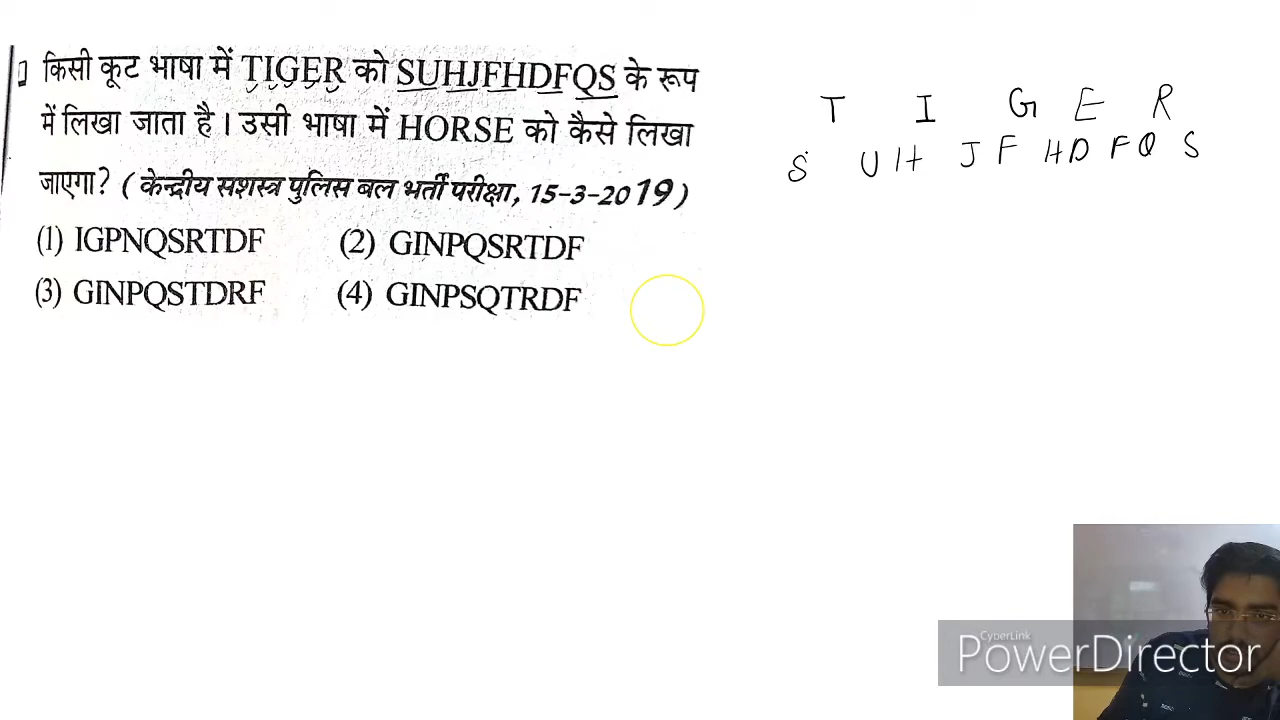 किसी कूट भाषा में TIGER को SUHJFHDFQS के रूप
में लिखा जाता है। उसी भाषा में HORSE को कैसे लिखा
जाएगा? (केन्द्रीय सशस्त्र पुलिस बल भर्ती परीक्षा, 15-3-2019)
(1) IGPNQSRTDF (2) GINPQSRTDF
(3) GINPQSTDRF (4) GINPSQTRDF
T I G E R
S U H J F H D F Q S
CyberLink
PowerDirector